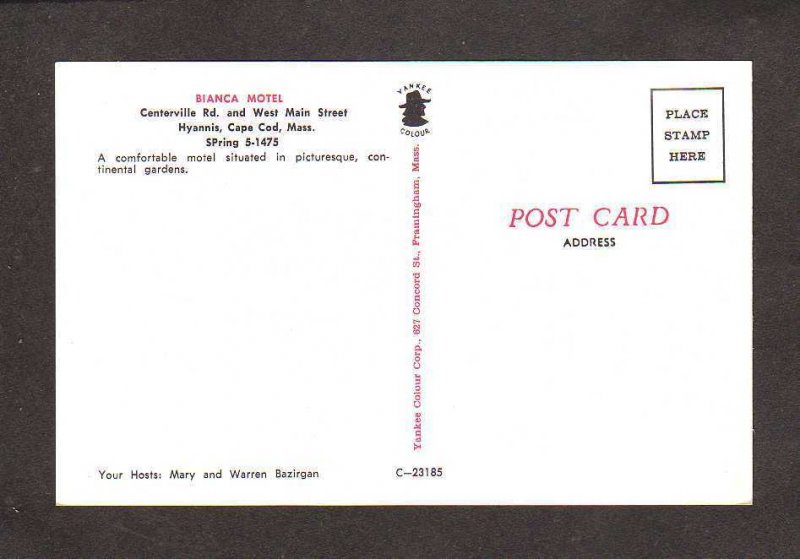 BIANCA MOTEL
Centerville Rd. and West Main Street
Hyannis, Cape Cod, Mass.
SPring 5-1475
A comfortable motel situated in picturesque, con-
tinental gardens.
Your Hosts: Mary and Warren Bazirgan
YANKEE
COLOUR
Yankee Colour Corp., 627 Concord St., Framingham, Mass.
C—23185
PLACE
STAMP
HERE
POST CARD
ADDRESS